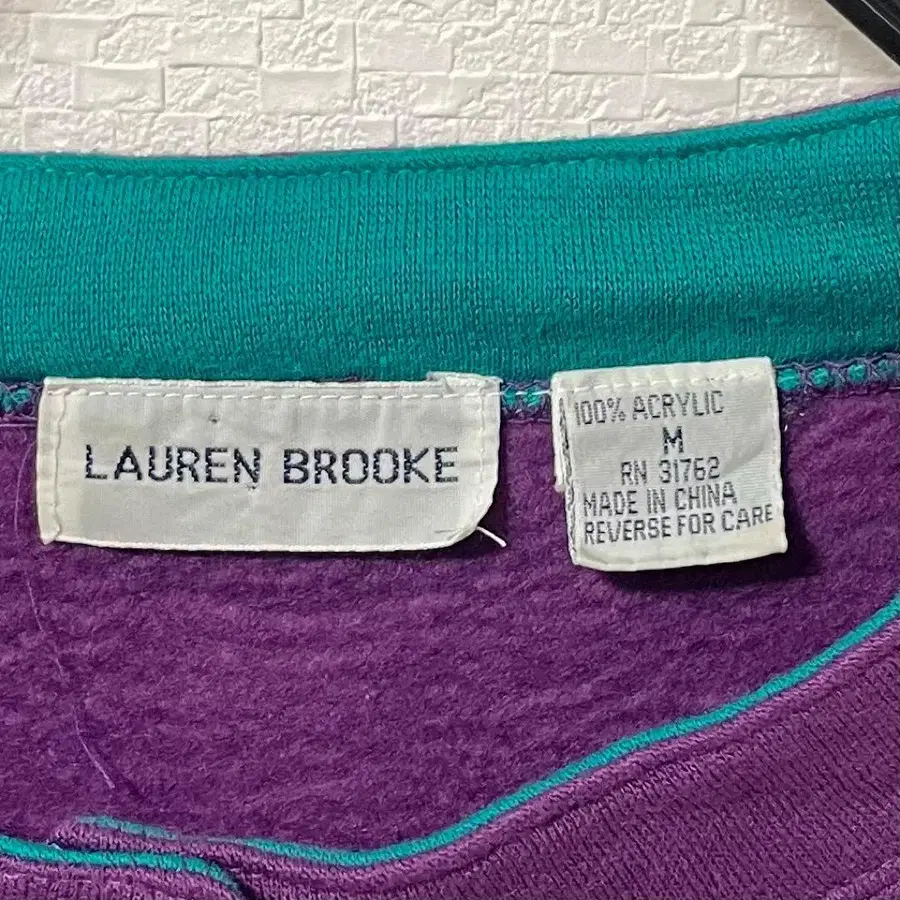 LAUREN BROOKE
100% ACRYLIC
M
RN 31762
MADE IN CHINA
REVERSE FOR CARE